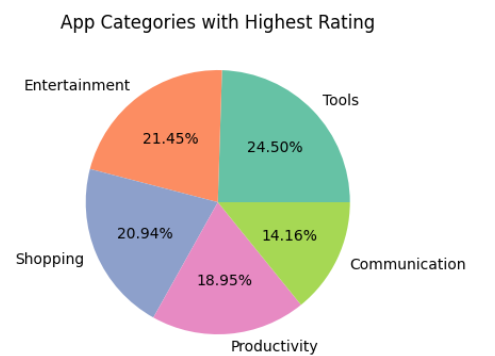 App Categories with Highest Rating
Entertainment
Tools
21.45%
24.50%
20.94%
14.16%
Shopping
Communication
18.95%
Productivity